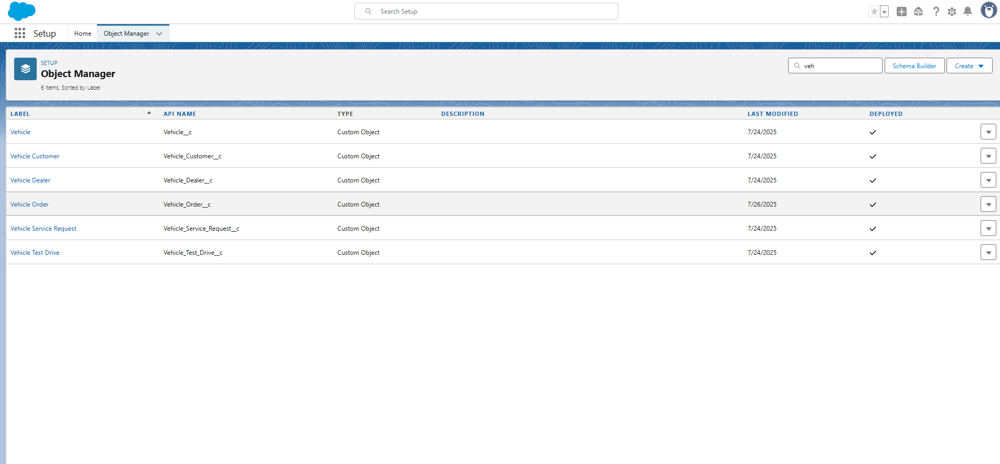 Search Setup
Setup
Home
Object Manager
SETUP
Object Manager
6 Items, Sorted by Label
veh
Schema Builder
Create
LABEL API NAME TYPE DESCRIPTION LAST MODIFIED DEPLOYED
Vehicle Vehicle__c Custom Object 7/24/2025
Vehicle Customer Vehicle_Customer__c Custom Object 7/24/2025
Vehicle Dealer Vehicle_Dealer__c Custom Object 7/24/2025
Vehicle Order Vehicle_Order__c Custom Object 7/26/2025
Vehicle Service Request Vehicle_Service_Request__c Custom Object 7/24/2025
Vehicle Test Drive Vehicle_Test_Drive__c Custom Object 7/24/2025